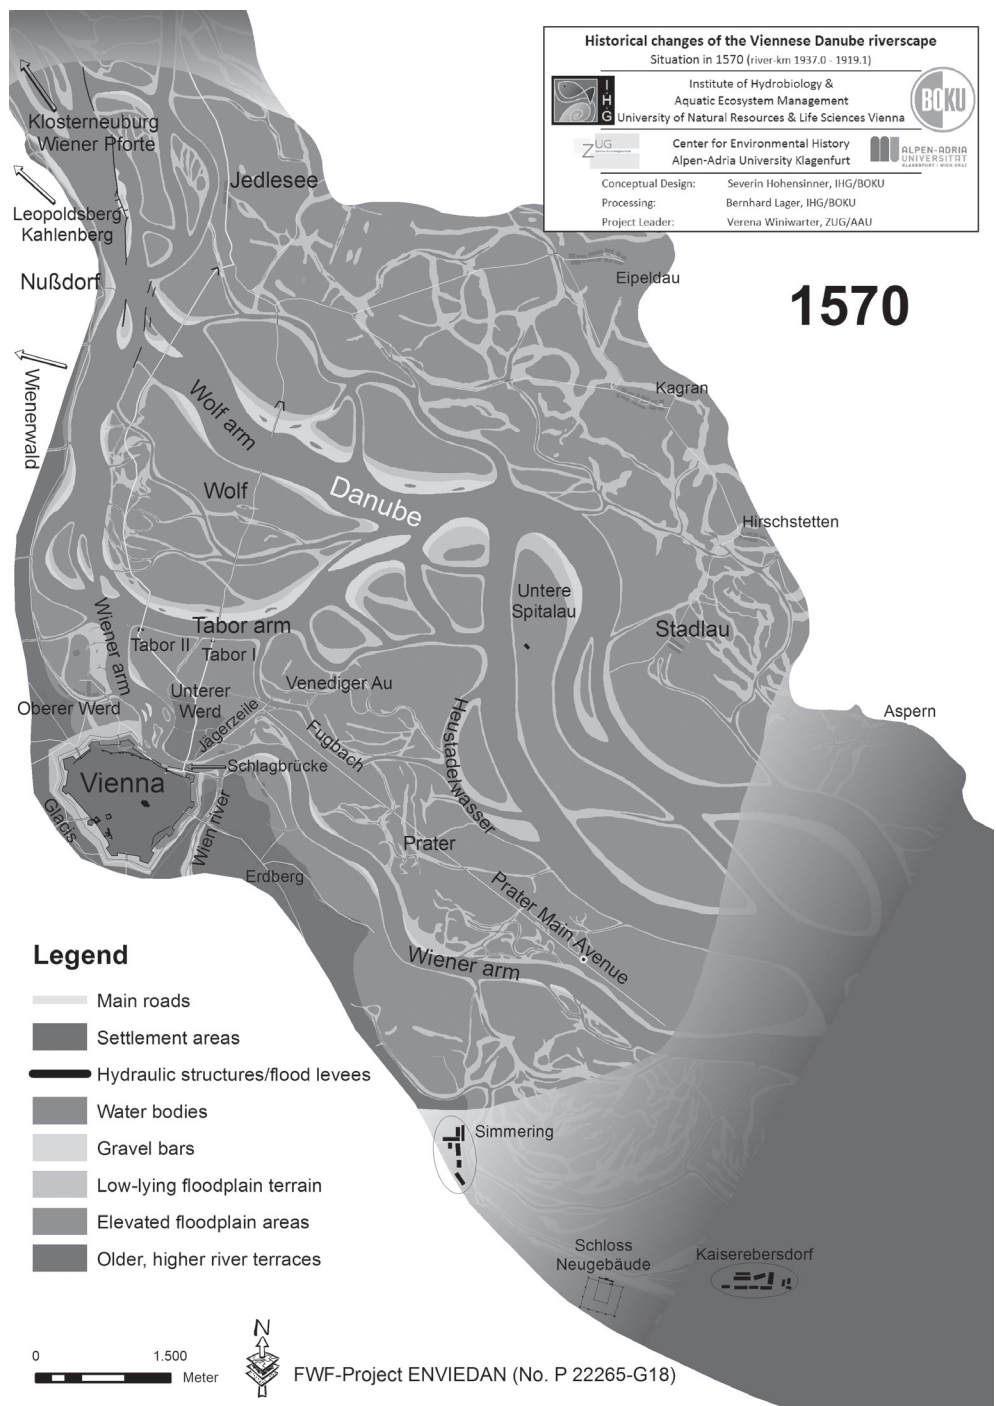 Historical changes of the Viennese Danube riverscape
Situation in 1570 (river-km 1937.0 - 1919.1)
I·H·G
Institute of Hydrobiology &
Aquatic Ecosystem Management
University of Natural Resources & Life Sciences Vienna
BOKU
ZUG
Center for Environmental History
Alpen-Adria University Klagenfurt
ALPEN-ADRIA
UNIVERSITÄT
KLAGENFURT · WIEN GRAZ
Conceptual Design: Severin Hohensinner, IHG/BOKU
Processing: Bernhard Lager, IHG/BOKU
Project Leader: Verena Winiwarter, ZUG/AAU
1570
Klosterneuburg
Wiener Pforte
Jedlesee
Leopoldsberg
Kahlenberg
Nußdorf
Eipeldau
Wienerwald
Kagran
Wolf arm
Wolf
Danube
Hirschstetten
Untere
Spitalau
Wiener arm
Tabor arm
Stadlau
Tabor II
Tabor I
Venediger Au
Unterer
Werd
Oberer Werd
Jägerzeile
Fugbach
Heustadelwasser
Aspern
Schlagbrücke
Vienna
Glacis
Wien river
Prater
Erdberg
Prater Main Avenue
Wiener arm
Legend
Main roads
Settlement areas
Hydraulic structures/flood levees
Water bodies
Gravel bars
Low-lying floodplain terrain
Elevated floodplain areas
Older, higher river terraces
Simmering
Schloss
Neugebäude
Kaiserebersdorf
0 1.500
Meter
N
FWF-Project ENVIEDAN (No. P 22265-G18)